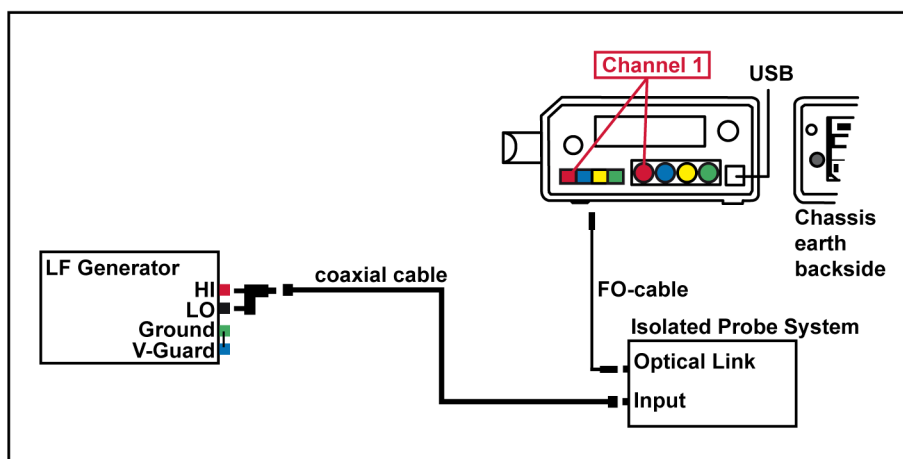 Channel 1
USB
Chassis
earth
backside
LF Generator
HI
LO
Ground
V-Guard
coaxial cable
FO-cable
Isolated Probe System
Optical Link
Input